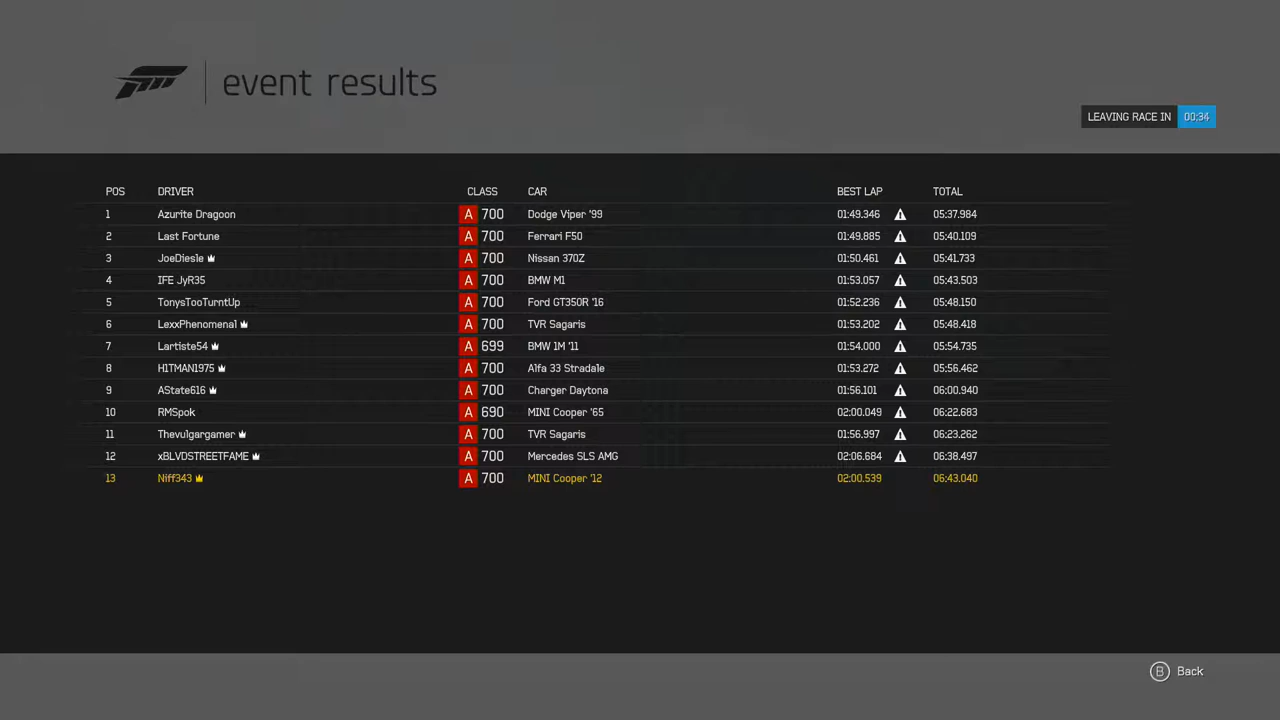 event results
LEAVING RACE IN 00:34
POS DRIVER CLASS CAR BEST LAP TOTAL
1 Azurite Dragoon A 700 Dodge Viper '99 01:49.346 05:37.984
2 Last Fortune A 700 Ferrari F50 01:49.885 05:40.109
3 JoeDiesle A 700 Nissan 370Z 01:50.461 05:41.733
4 IFE JyR35 A 700 BMW M1 01:53.057 05:43.503
5 TonysTooTurntUp A 700 Ford GT350R '16 01:52.236 05:48.150
6 LexxPhenomenal A 700 TVR Sagaris 01:53.202 05:48.418
7 Lartiste54 A 699 BMW 1M '11 01:54.000 05:54.735
8 H1TMAN1975 A 700 Alfa 33 Stradale 01:53.272 05:56.462
9 AState616 A 700 Charger Daytona 01:56.101 06:00.940
10 RMSpok A 690 MINI Cooper '65 02:00.049 06:22.683
11 Thevulgargamer A 700 TVR Sagaris 01:56.997 06:23.262
12 xBLVDSTREETFAME A 700 Mercedes SLS AMG 02:06.684 06:38.497
13 Niff343 A 700 MINI Cooper '12 02:00.539 06:43.040
B Back